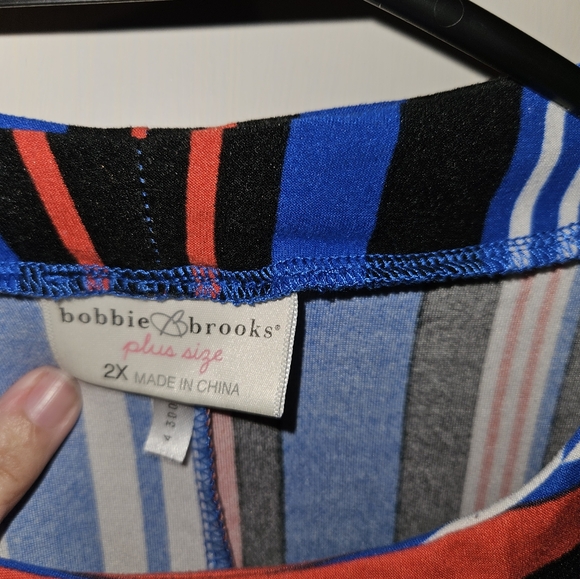 bobbie B brooks®
plus size
2X MADE IN CHINA